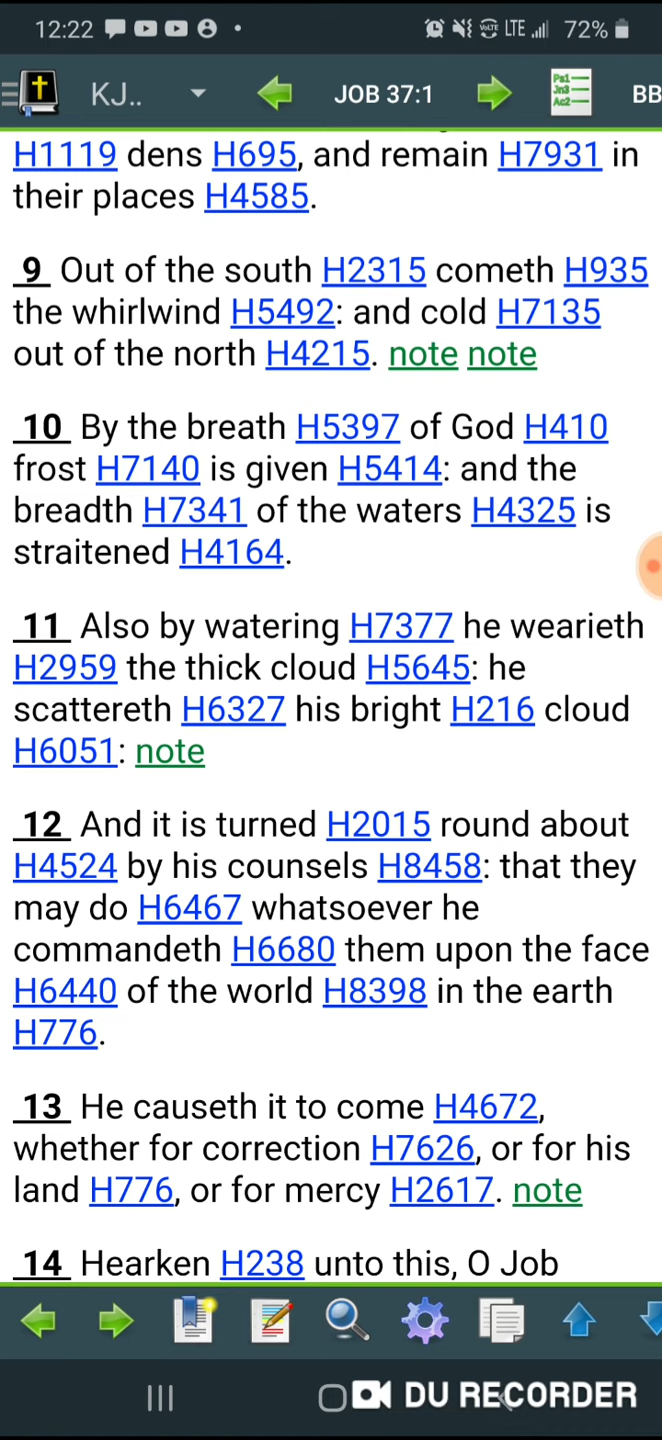 12:22 LTE 72%
KJ.. JOB 37:1 BB
H1119 dens H695, and remain H7931 in
their places H4585.
9 Out of the south H2315 cometh H935
the whirlwind H5492: and cold H7135
out of the north H4215. note note
10 By the breath H5397 of God H410
frost H7140 is given H5414: and the
breadth H7341 of the waters H4325 is
straitened H4164.
11 Also by watering H7377 he wearieth
H2959 the thick cloud H5645: he
scattereth H6327 his bright H216 cloud
H6051: note
12 And it is turned H2015 round about
H4524 by his counsels H8458: that they
may do H6467 whatsoever he
commandeth H6680 them upon the face
H6440 of the world H8398 in the earth
H776.
13 He causeth it to come H4672,
whether for correction H7626, or for his
land H776, or for mercy H2617. note
14 Hearken H238 unto this, O Job
DU RECORDER